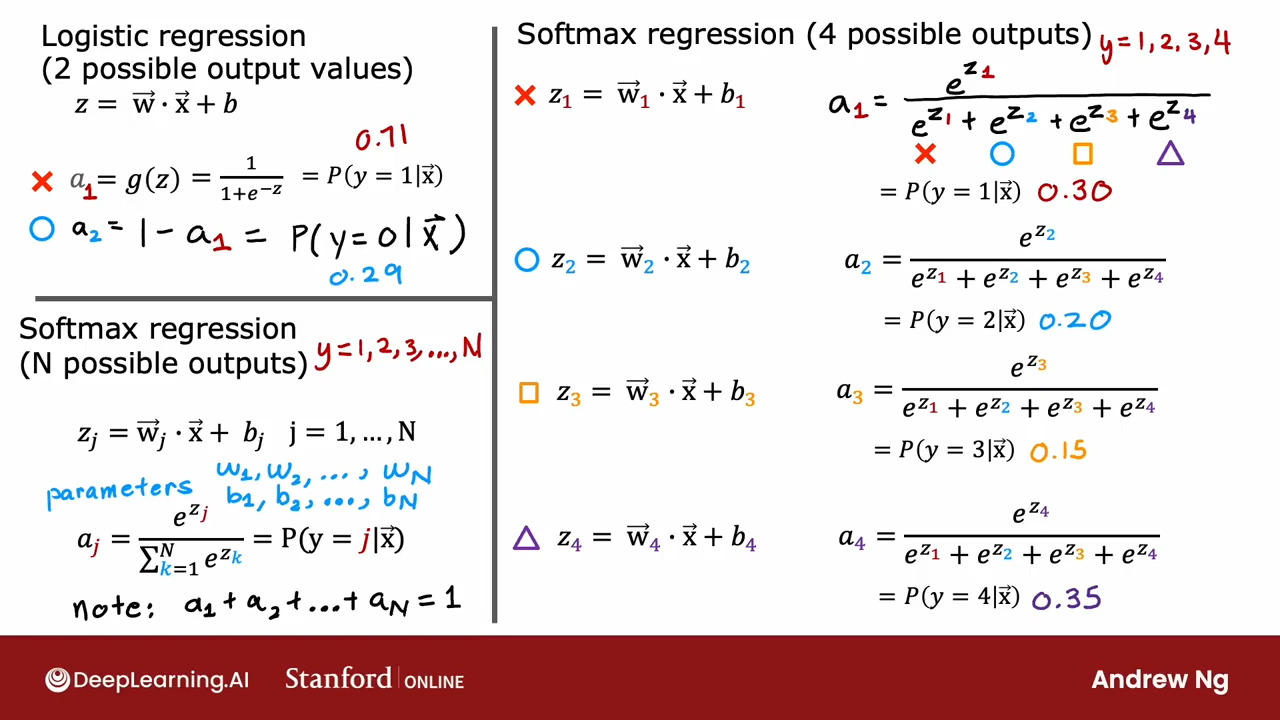 Logistic regression
(2 possible output values)
z = w⃗ · x⃗ + b
0.71
a₁ = g(z) = 1/(1+e⁻ᶻ) = P(y = 1|x⃗)
a₂ = 1 − a₁ = P(y=0|x⃗)
0.29
Softmax regression
(N possible outputs) y=1,2,3,...,N
zⱼ = w⃗ⱼ · x⃗ + bⱼ j = 1, …, N
parameters w₁, w₂, ..., w_N
b₁, b₂, ..., b_N
aⱼ = e^{zⱼ} / ∑_{k=1}^{N} e^{z_k} = P(y = j|x⃗)
note: a₁ + a₂ + ... + a_N = 1
Softmax regression (4 possible outputs) y=1,2,3,4
z₁ = w⃗₁ · x⃗ + b₁
a₁ = e^{z₁} / (e^{z₁} + e^{z₂} + e^{z₃} + e^{z₄})
= P(y = 1|x⃗) 0.30
z₂ = w⃗₂ · x⃗ + b₂
a₂ = e^{z₂} / (e^{z₁} + e^{z₂} + e^{z₃} + e^{z₄})
= P(y = 2|x⃗) 0.20
z₃ = w⃗₃ · x⃗ + b₃
a₃ = e^{z₃} / (e^{z₁} + e^{z₂} + e^{z₃} + e^{z₄})
= P(y = 3|x⃗) 0.15
z₄ = w⃗₄ · x⃗ + b₄
a₄ = e^{z₄} / (e^{z₁} + e^{z₂} + e^{z₃} + e^{z₄})
= P(y = 4|x⃗) 0.35
DeepLearning.AI Stanford | ONLINE Andrew Ng